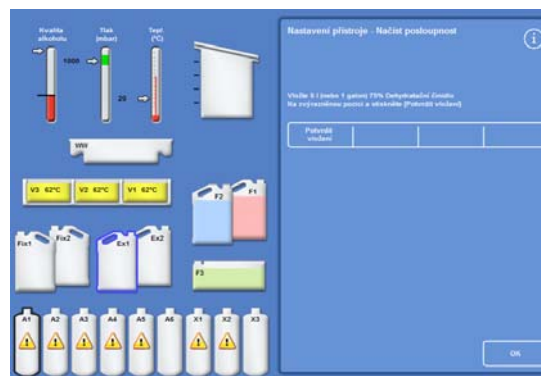 Kvalita
alkoholu
Tlak
(mbar)
Tepl.
(°C)
1000
25
WW
V3 62°C
V2 62°C
V1 62°C
F2
F1
Fix1
Fix2
Ex1
Ex2
F3
A1
A2
A3
A4
A5
A6
X1
X2
X3
Nastavení přístroje - Načíst posloupnost
i
Vložte 5 l (nebo 1 galon) 75% Dehydratační činidlo
Na zvýrazněnou pozici a stiskněte [Potvrdit vložení]
Potvrdit
vložení
OK